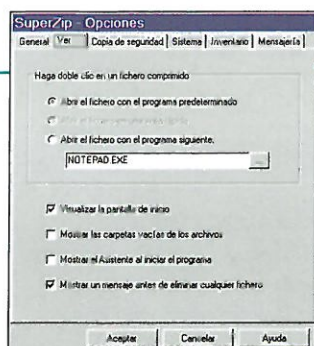 SuperZip - Opciones
General Ver Copia de seguridad Sistema Inventario Mensajería
Haga doble clic en un fichero comprimido
Abrir el fichero con el programa predeterminado
Abrir el fichero
Abrir el fichero con el programa siguiente.
NOTEPAD.EXE ...
Visualizar la pantalla de inicio
Mostrar las carpetas vacías de los archivos
Mostrar el Asistente al iniciar el programa
Mostrar un mensaje antes de eliminar cualquier fichero
Aceptar Cancelar Ayuda